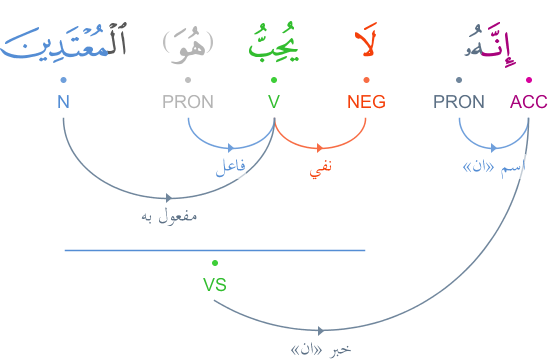 إِنَّهُۥ لَا يُحِبُّ (هُوَ) ٱلْمُعْتَدِينَ
ACC PRON NEG V PRON N
اسم «ان» نفي فاعل
مفعول به
VS
خبر «ان»